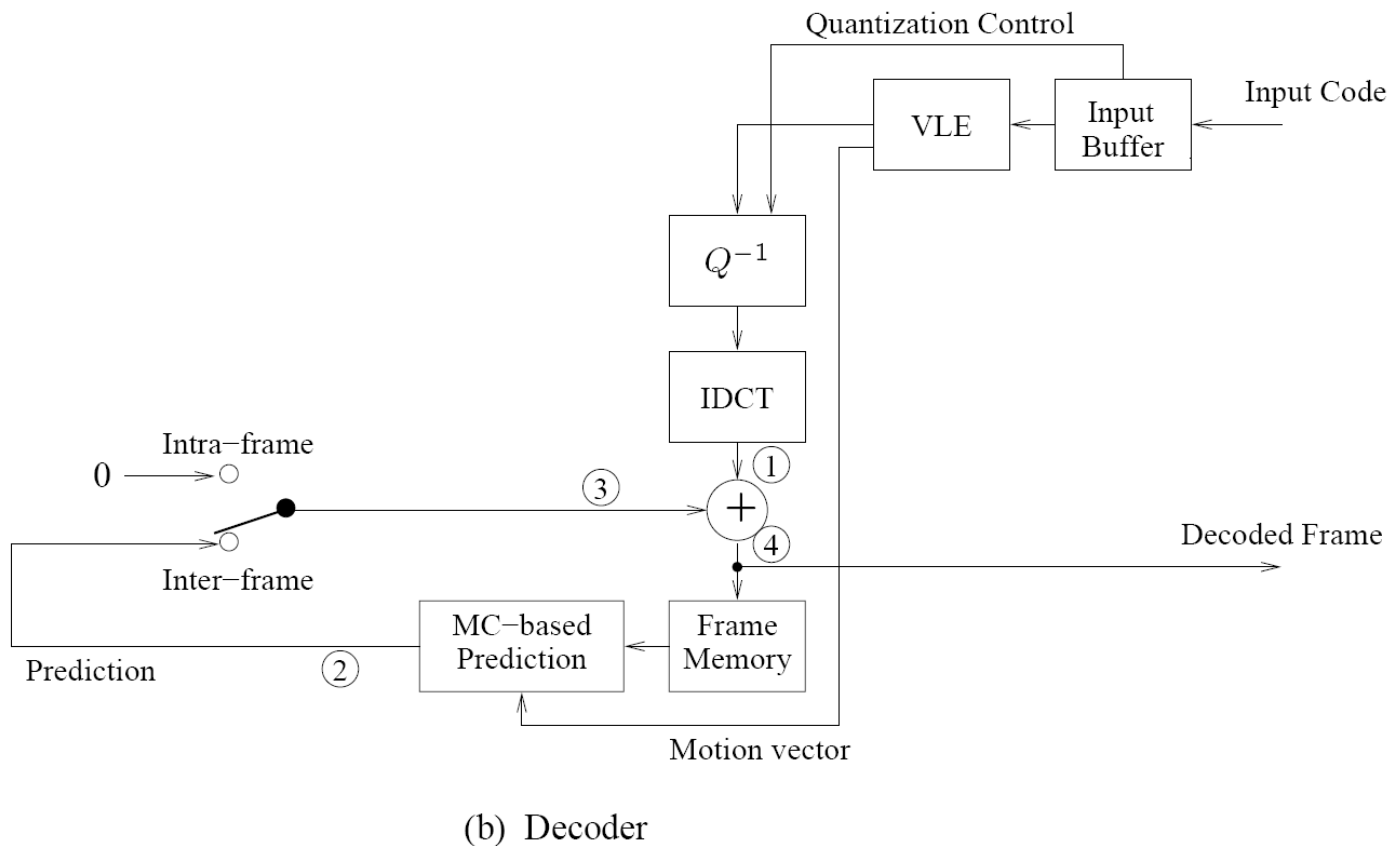 Quantization Control
Input Code
VLE
Input
Buffer
Q⁻¹
IDCT
Intra−frame
0
①
③
+
④
Decoded Frame
Inter−frame
MC−based
Prediction
Frame
Memory
②
Prediction
Motion vector
(b) Decoder